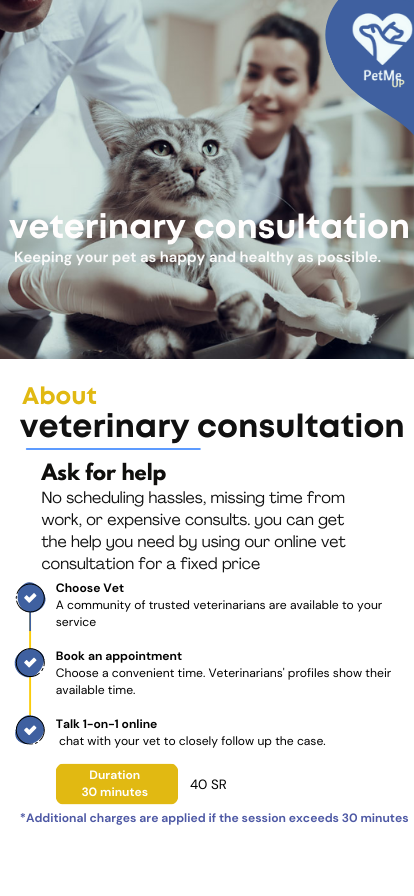 PetMe
UP
veterinary consultation
Keeping your pet as happy and healthy as possible.
About
veterinary consultation
Ask for help
No scheduling hassles, missing time from
work, or expensive consults. you can get
the help you need by using our online vet
consultation for a fixed price
Choose Vet
A community of trusted veterinarians are available to your
service
Book an appointment
Choose a convenient time. Veterinarians' profiles show their
available time.
Talk 1-on-1 online
chat with your vet to closely follow up the case.
Duration
30 minutes
40 SR
*Additional charges are applied if the session exceeds 30 minutes